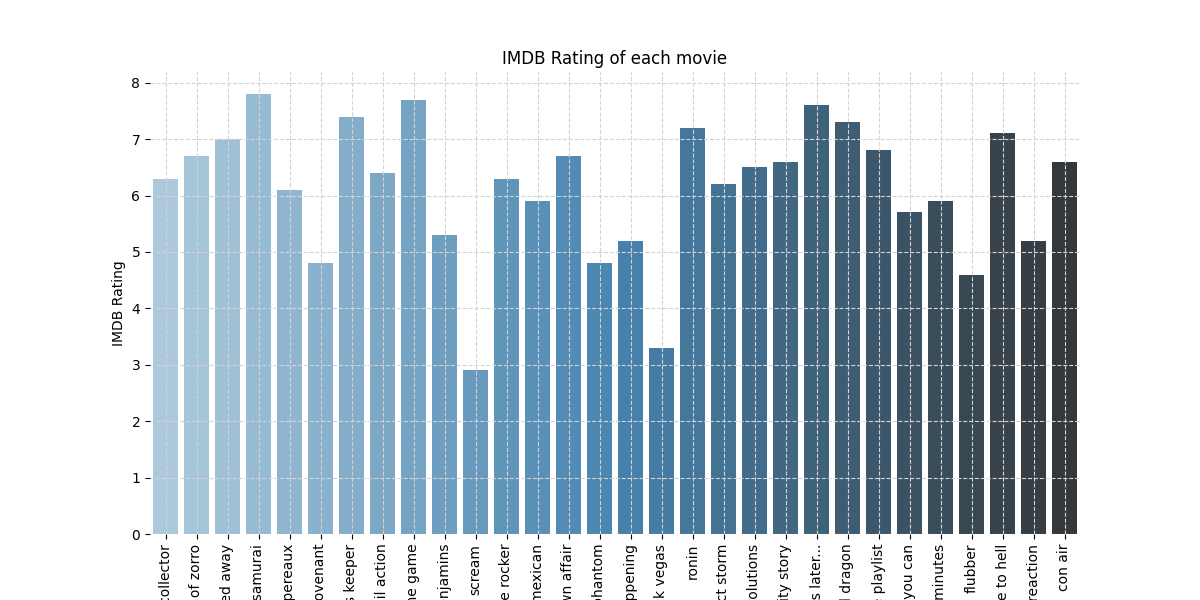 IMDB Rating of each movie
8
7
6
5
4
3
2
1
0
IMDB Rating
collector
of zorro
ed away
samurai
pereaux
ovenant
s keeper
il action
ne game
njamins
scream
e rocker
mexican
wn affair
phantom
ppening
k vegas
ronin
ct storm
olutions
ity story
s later...
d dragon
playlist
you can
minutes
flubber
e to hell
reaction
con air